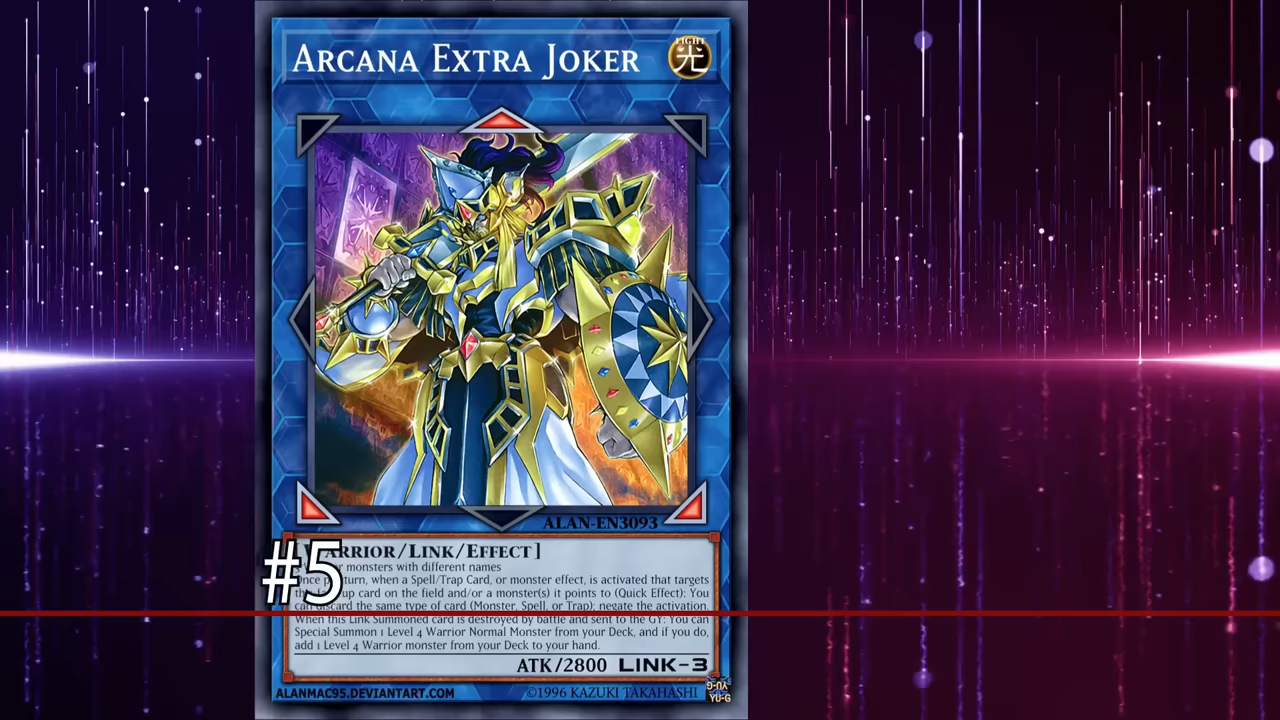 ARCANA EXTRA JOKER
LIGHT
光
ALAN-EN3093
#5
WARRIOR/LINK/EFFECT]
monsters with different names
turn, when a Spell/Trap Card, or monster effect, is activated that targets
card on the field and/or a monster(s) it points to (Quick Effect): You
can discard the same type of card (Monster, Spell, or Trap); negate the activation.
When this Link Summoned card is destroyed by battle and sent to the GY: You can
Special Summon 1 Level 4 Warrior Normal Monster from your Deck, and if you do,
add 1 Level 4 Warrior monster from your Deck to your hand.
ATK/2800 LINK-3
ALANMAC95.DEVIANTART.COM
©1996 KAZUKI TAKAHASHI